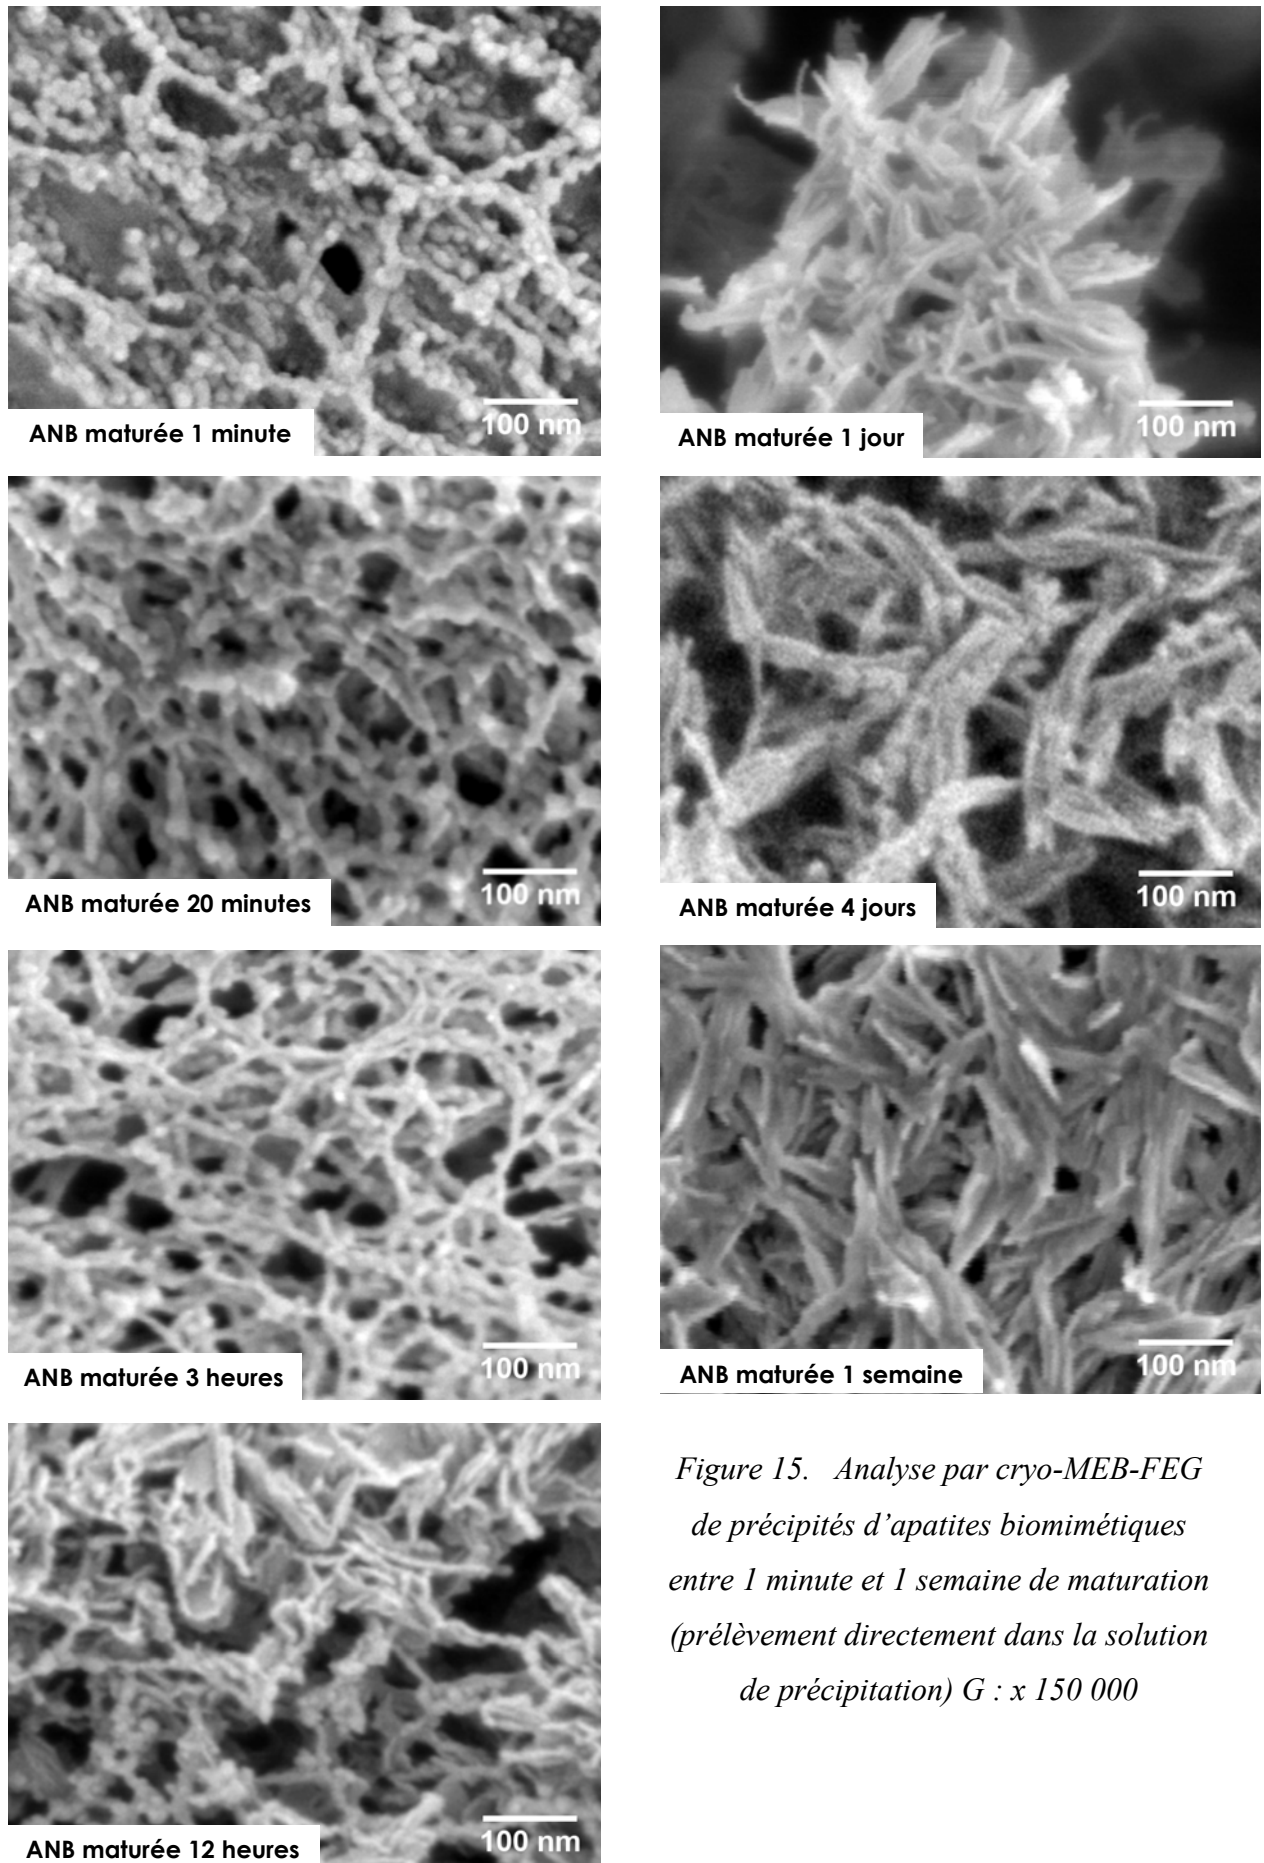 100 nm
ANB maturée 1 minute
100 nm
ANB maturée 20 minutes
100 nm
ANB maturée 3 heures
100 nm
ANB maturée 12 heures
100 nm
ANB maturée 1 jour
100 nm
ANB maturée 4 jours
100 nm
ANB maturée 1 semaine
Figure 15. Analyse par cryo-MEB-FEG
de précipités d’apatites biomimétiques
entre 1 minute et 1 semaine de maturation
(prélèvement directement dans la solution
de précipitation) G : x 150 000